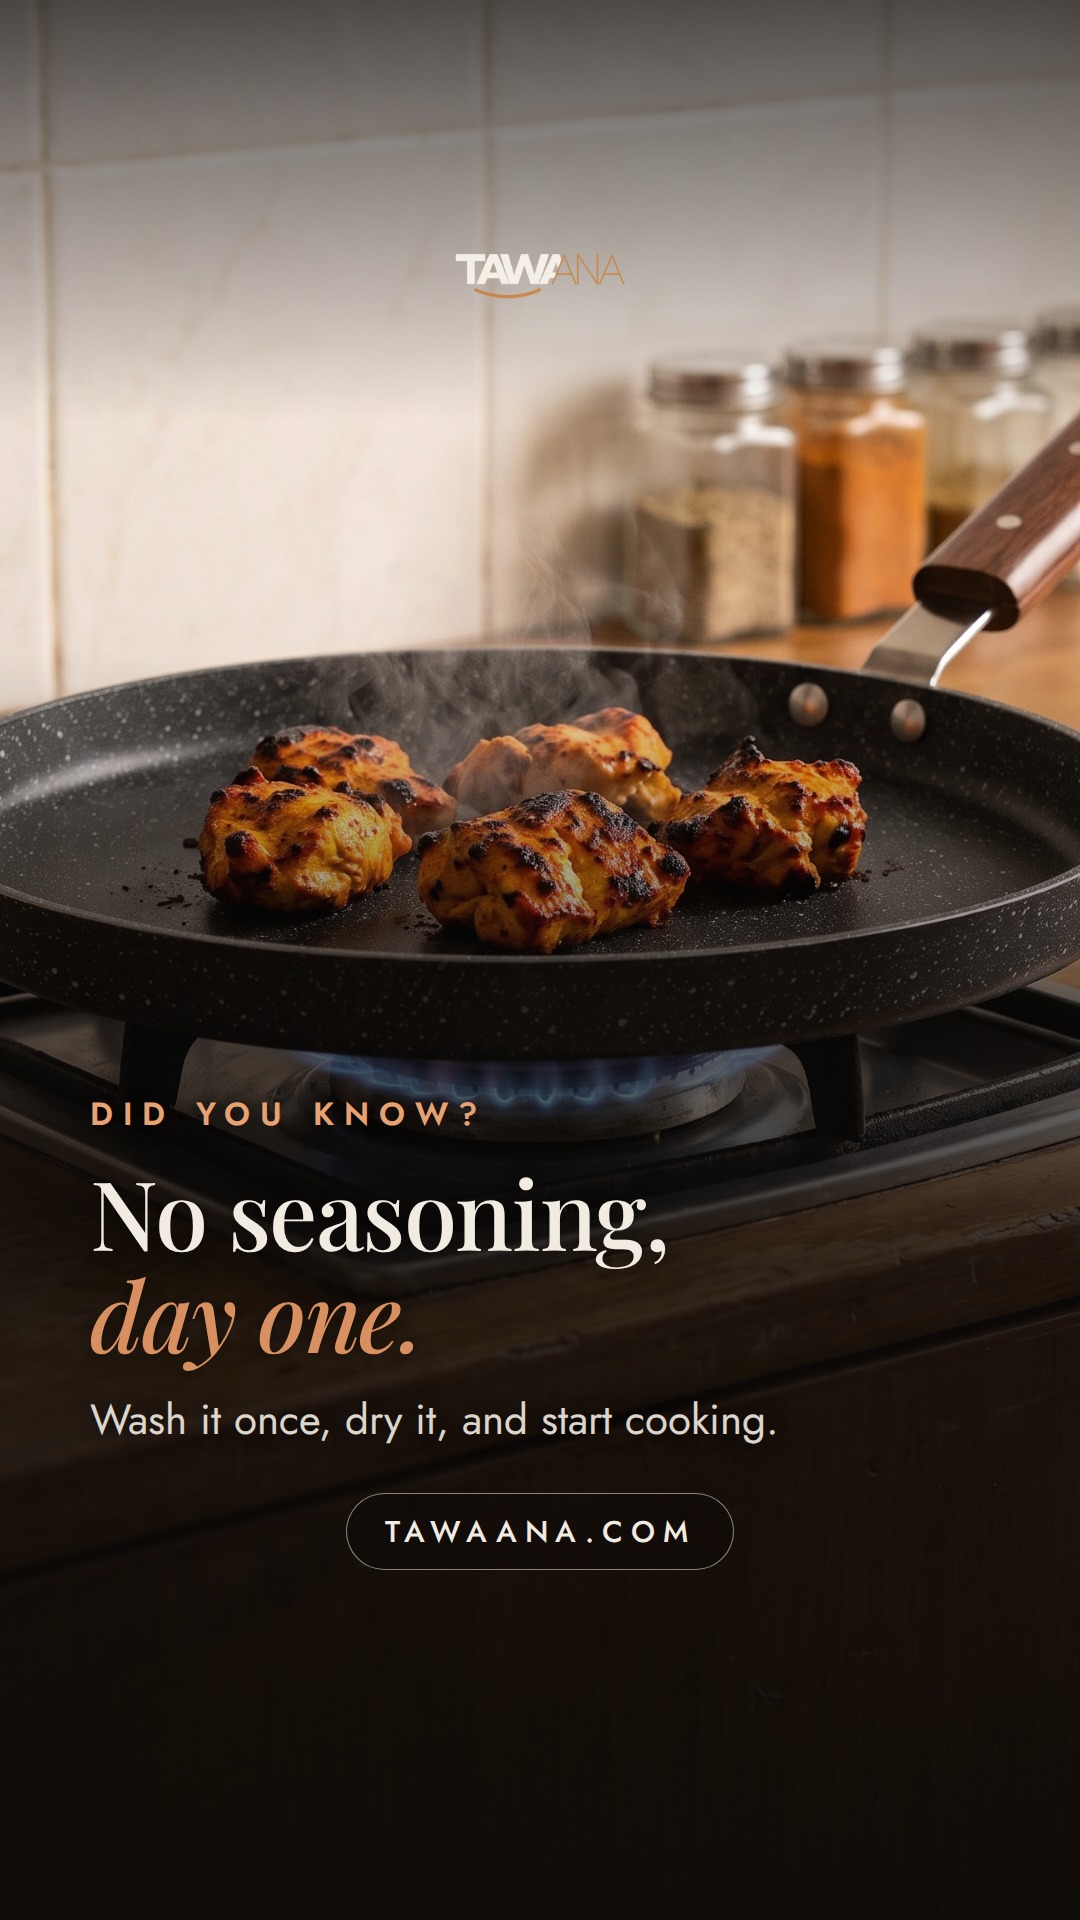 TAWAANA
DID YOU KNOW?
No seasoning,
day one.
Wash it once, dry it, and start cooking.
TAWAANA.COM